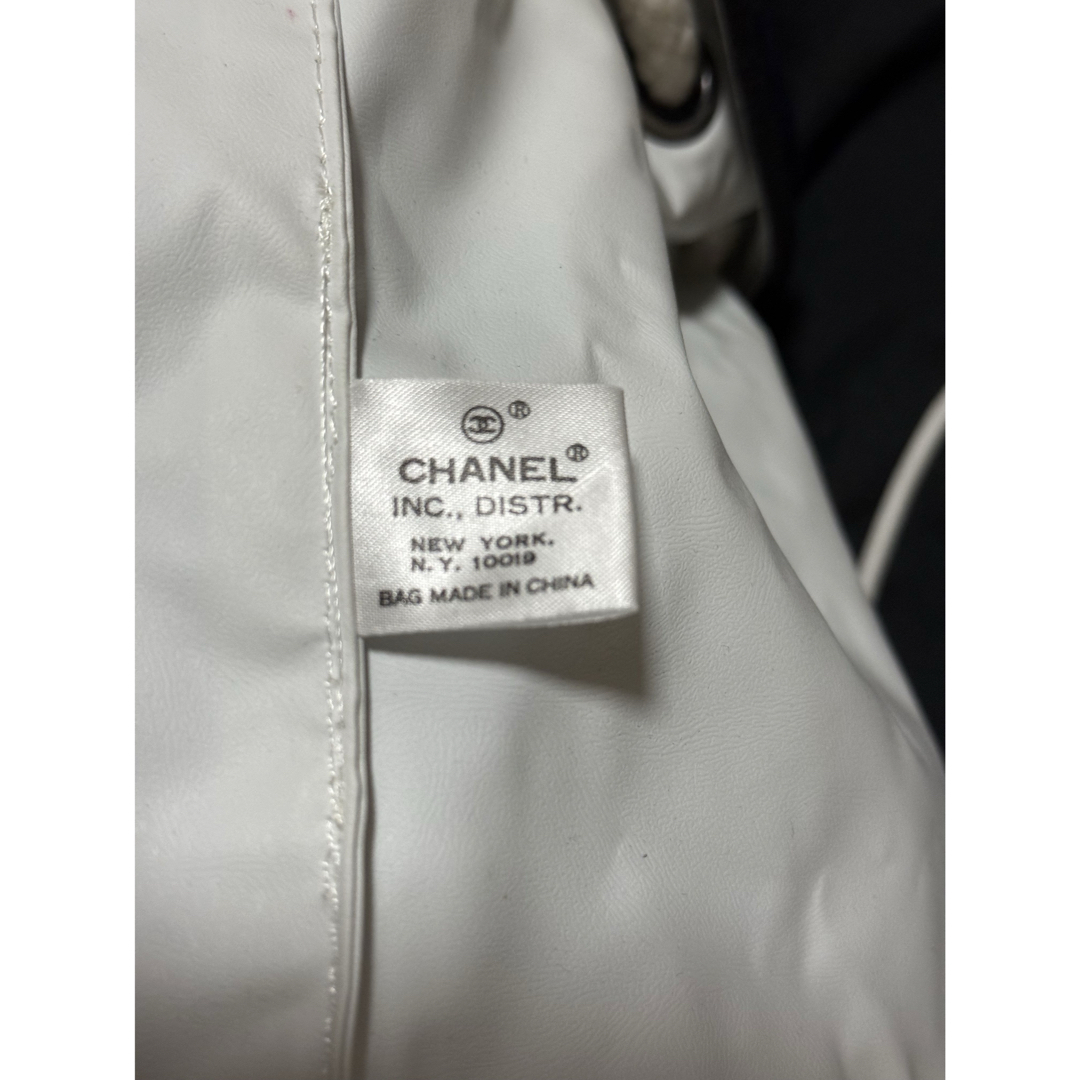 ®
CHANEL®
INC., DISTR.
NEW YORK.
N.Y. 10019
BAG MADE IN CHINA